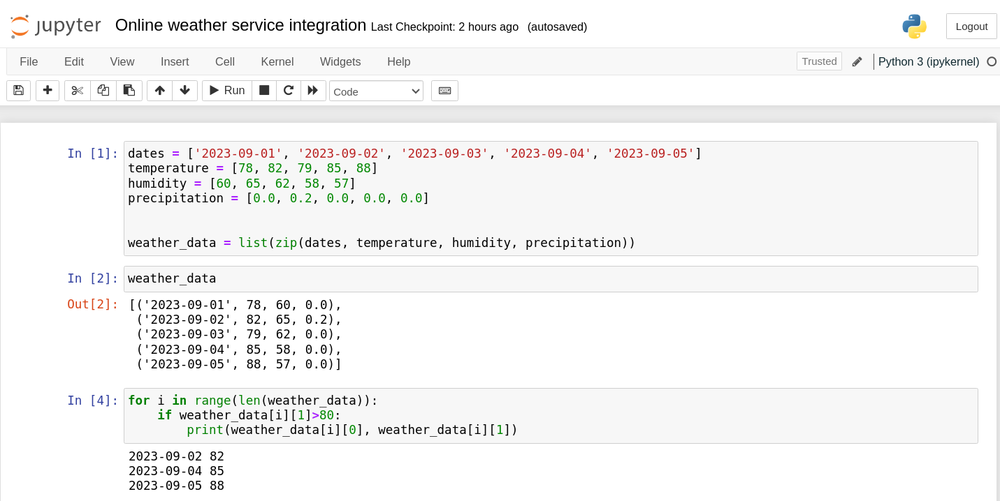 jupyter Online weather service integration Last Checkpoint: 2 hours ago (autosaved) Logout
File Edit View Insert Cell Kernel Widgets Help Trusted Python 3 (ipykernel)
Run Code
In [1]: dates = ['2023-09-01', '2023-09-02', '2023-09-03', '2023-09-04', '2023-09-05']
temperature = [78, 82, 79, 85, 88]
humidity = [60, 65, 62, 58, 57]
precipitation = [0.0, 0.2, 0.0, 0.0, 0.0]
weather_data = list(zip(dates, temperature, humidity, precipitation))
In [2]: weather_data
Out[2]: [('2023-09-01', 78, 60, 0.0),
('2023-09-02', 82, 65, 0.2),
('2023-09-03', 79, 62, 0.0),
('2023-09-04', 85, 58, 0.0),
('2023-09-05', 88, 57, 0.0)]
In [4]: for i in range(len(weather_data)):
if weather_data[i][1]>80:
print(weather_data[i][0], weather_data[i][1])
2023-09-02 82
2023-09-04 85
2023-09-05 88